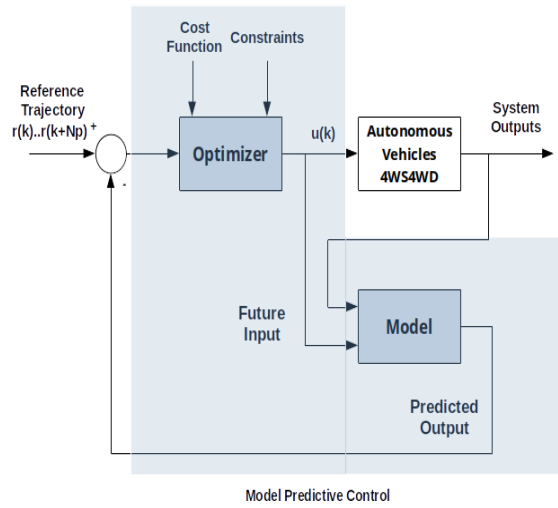 Cost
Function
Constraints
Reference
Trajectory
r(k)..r(k+Np) +
-
Optimizer
u(k)
Autonomous
Vehicles
4WS4WD
System
Outputs
Future
Input
Model
Predicted
Output
Model Predictive Control